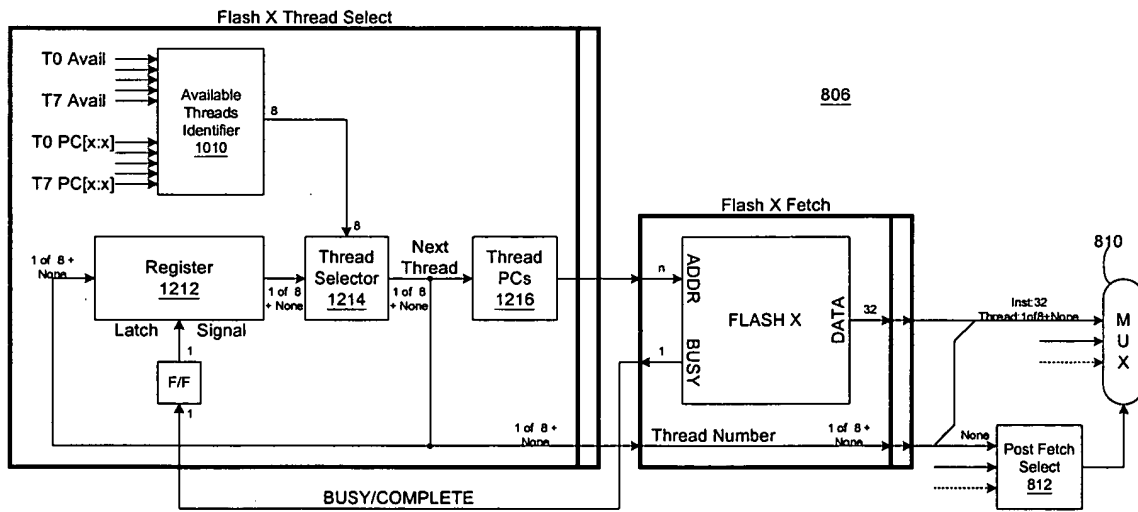 Flash X Thread Select
T0 Avail
T7 Avail
T0 PC[x:x]
T7 PC[x:x]
Available
Threads
Identifier
1010
8
8
806
1 of 8 +
None
Register
1212
Latch Signal
1
F/F
1
1 of 8
+ None
Thread
Selector
1214
Next
Thread
1 of 8
+ None
Thread
PCs
1216
1 of 8 +
None
BUSY/COMPLETE
Flash X Fetch
n
ADDR
BUSY
1
FLASH X
DATA
32
Thread Number
1 of 8 +
None
Inst:32
Thread:1of8+None
810
M
U
X
None
Post Fetch
Select
812